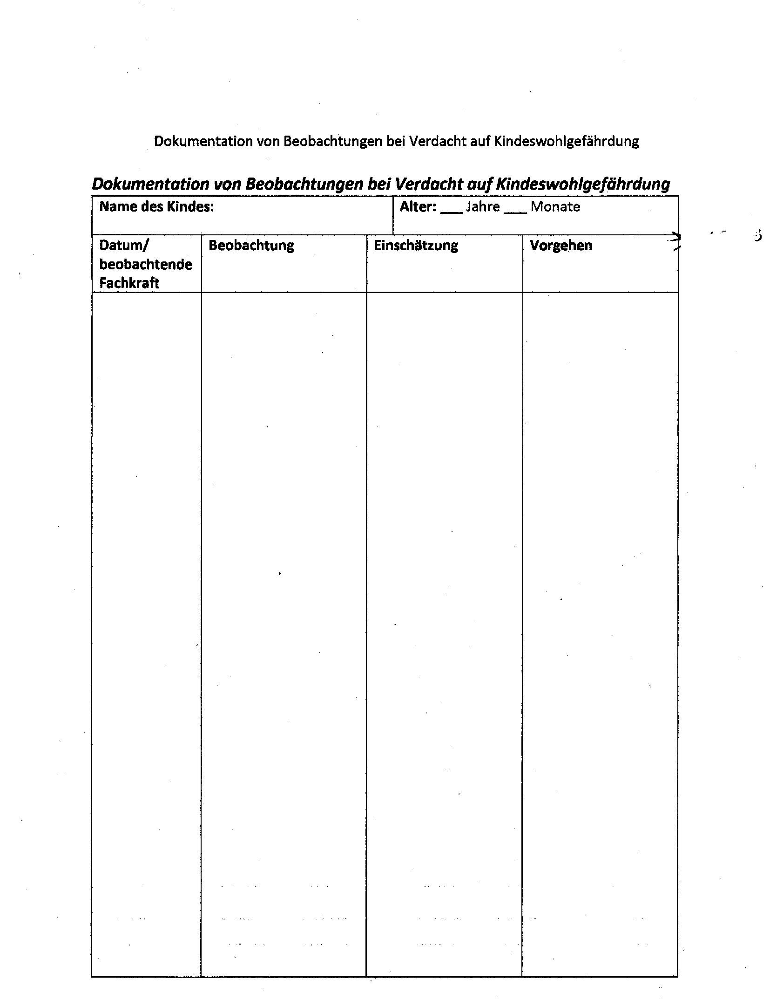 Dokumentation von Beobachtungen bei Verdacht auf Kindeswohlgefährdung
Dokumentation von Beobachtungen bei Verdacht auf Kindeswohlgefährdung
Name des Kindes:
Alter: ___ Jahre ___ Monate
Datum/
beobachtende
Fachkraft
Beobachtung
Einschätzung
Vorgehen